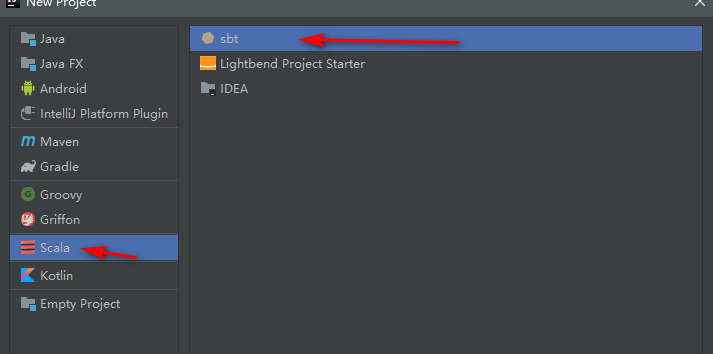 New Project
Java
Java FX
Android
IntelliJ Platform Plugin
Maven
Gradle
Groovy
Griffon
Scala
Kotlin
Empty Project
sbt
Lightbend Project Starter
IDEA